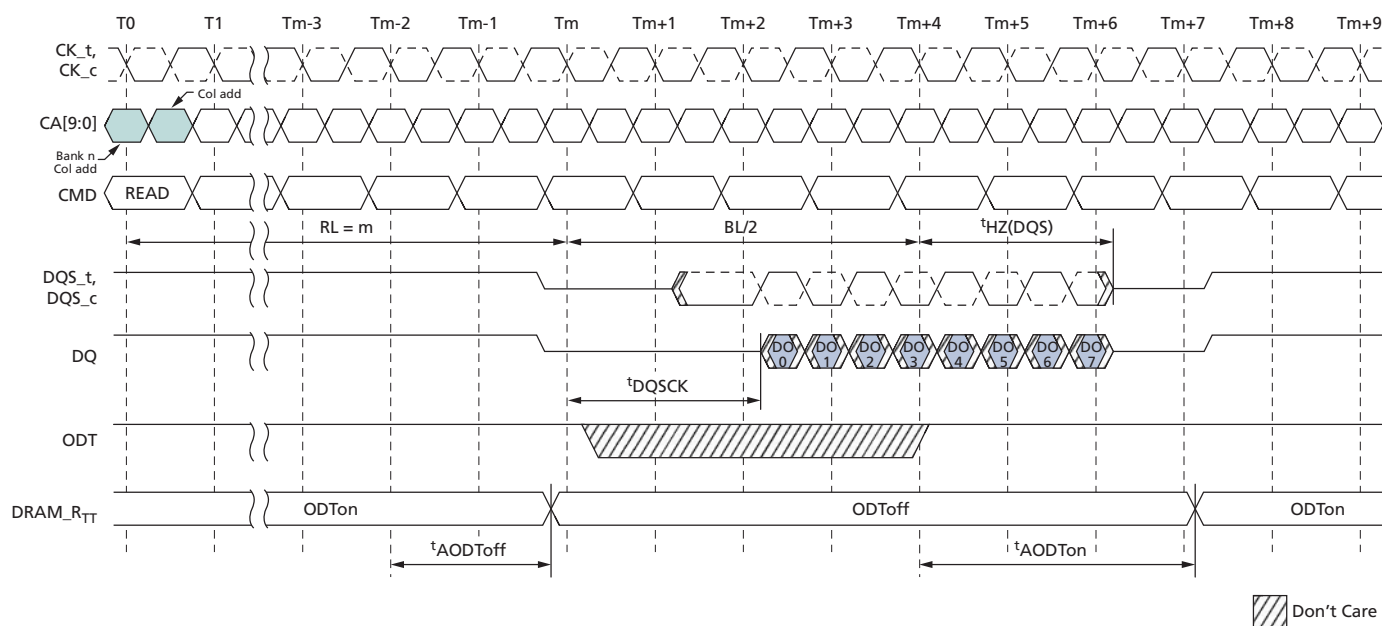 T0 T1 Tm-3 Tm-2 Tm-1 Tm Tm+1 Tm+2 Tm+3 Tm+4 Tm+5 Tm+6 Tm+7 Tm+8 Tm+9
CK_t,
CK_c
Col add
CA[9:0]
Bank n
Col add
CMD READ
RL = m BL/2 tHZ(DQS)
DQS_t,
DQS_c
DQ DO 0 DO 1 DO 2 DO 3 DO 4 DO 5 DO 6 DO 7
tDQSCK
ODT
DRAM_RTT ODTon ODToff ODTon
tAODToff tAODTon
Don't Care